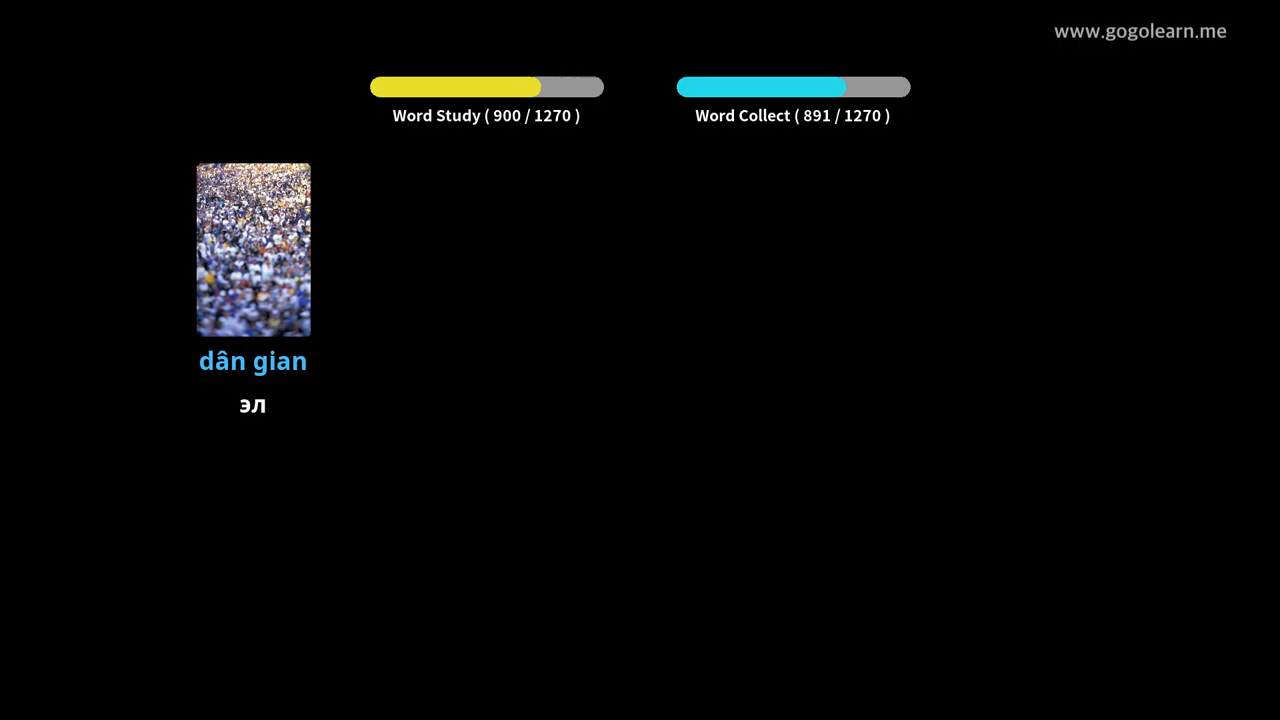 www.gogolearn.me
Word Study ( 900 / 1270 )
Word Collect ( 891 / 1270 )
dân gian
эл